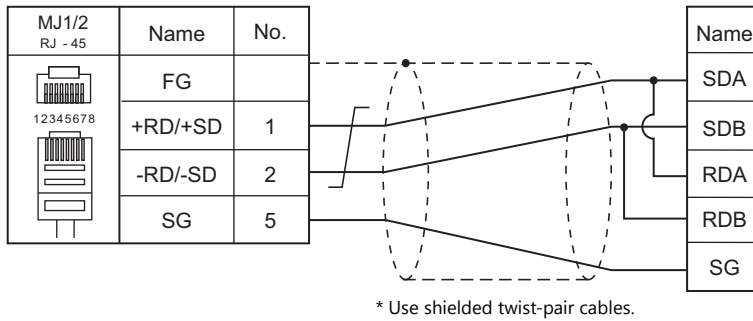 MJ1/2
RJ - 45
Name
No.
Name
FG
SDA
12345678
+RD/+SD
1
SDB
-RD/-SD
2
RDA
RDB
SG
5
SG
* Use shielded twist-pair cables.